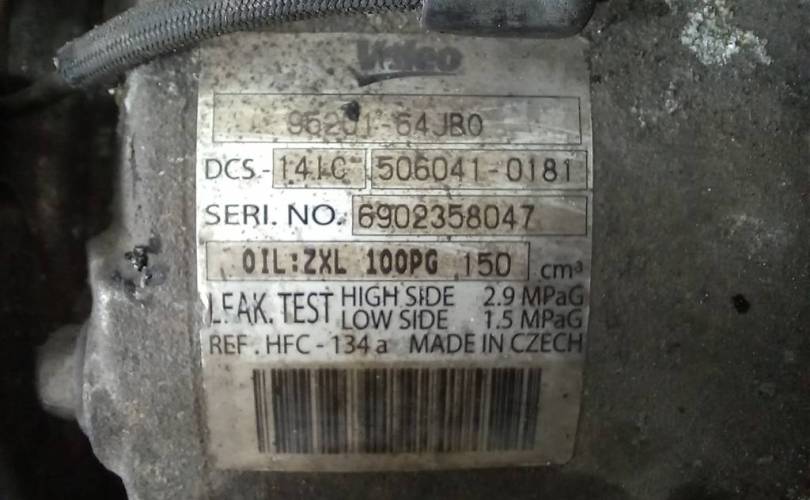 Valeo
95201-64JB0
DCS-14IC 506041-0181
SERI. NO. 6902358047
OIL:ZXL 100PG 150 cm³
LEAK. TEST HIGH SIDE 2.9 MPaG
LOW SIDE 1.5 MPaG
REF. HFC-134a MADE IN CZECH